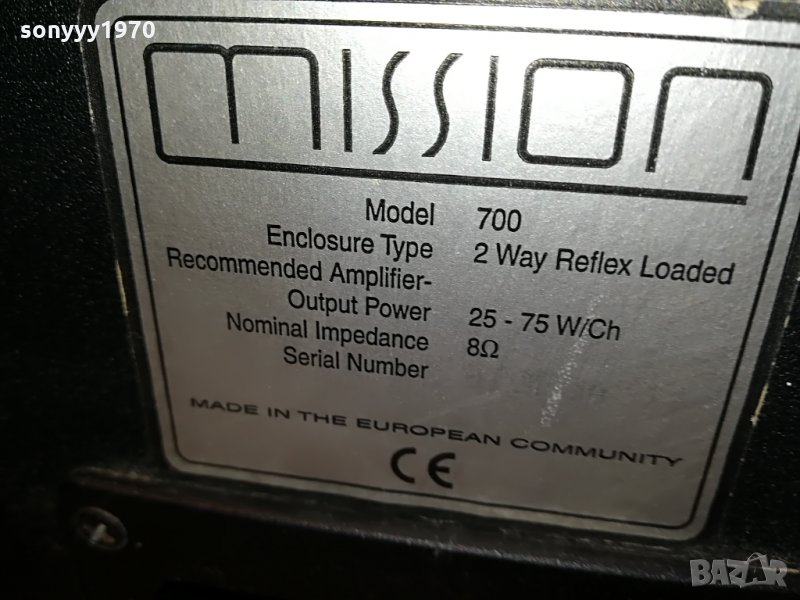 sonyyy1970
mission
Model 700
Enclosure Type 2 Way Reflex Loaded
Recommended Amplifier-
Output Power 25 - 75 W/Ch
Nominal Impedance 8Ω
Serial Number
MADE IN THE EUROPEAN COMMUNITY
CE
BAZAR